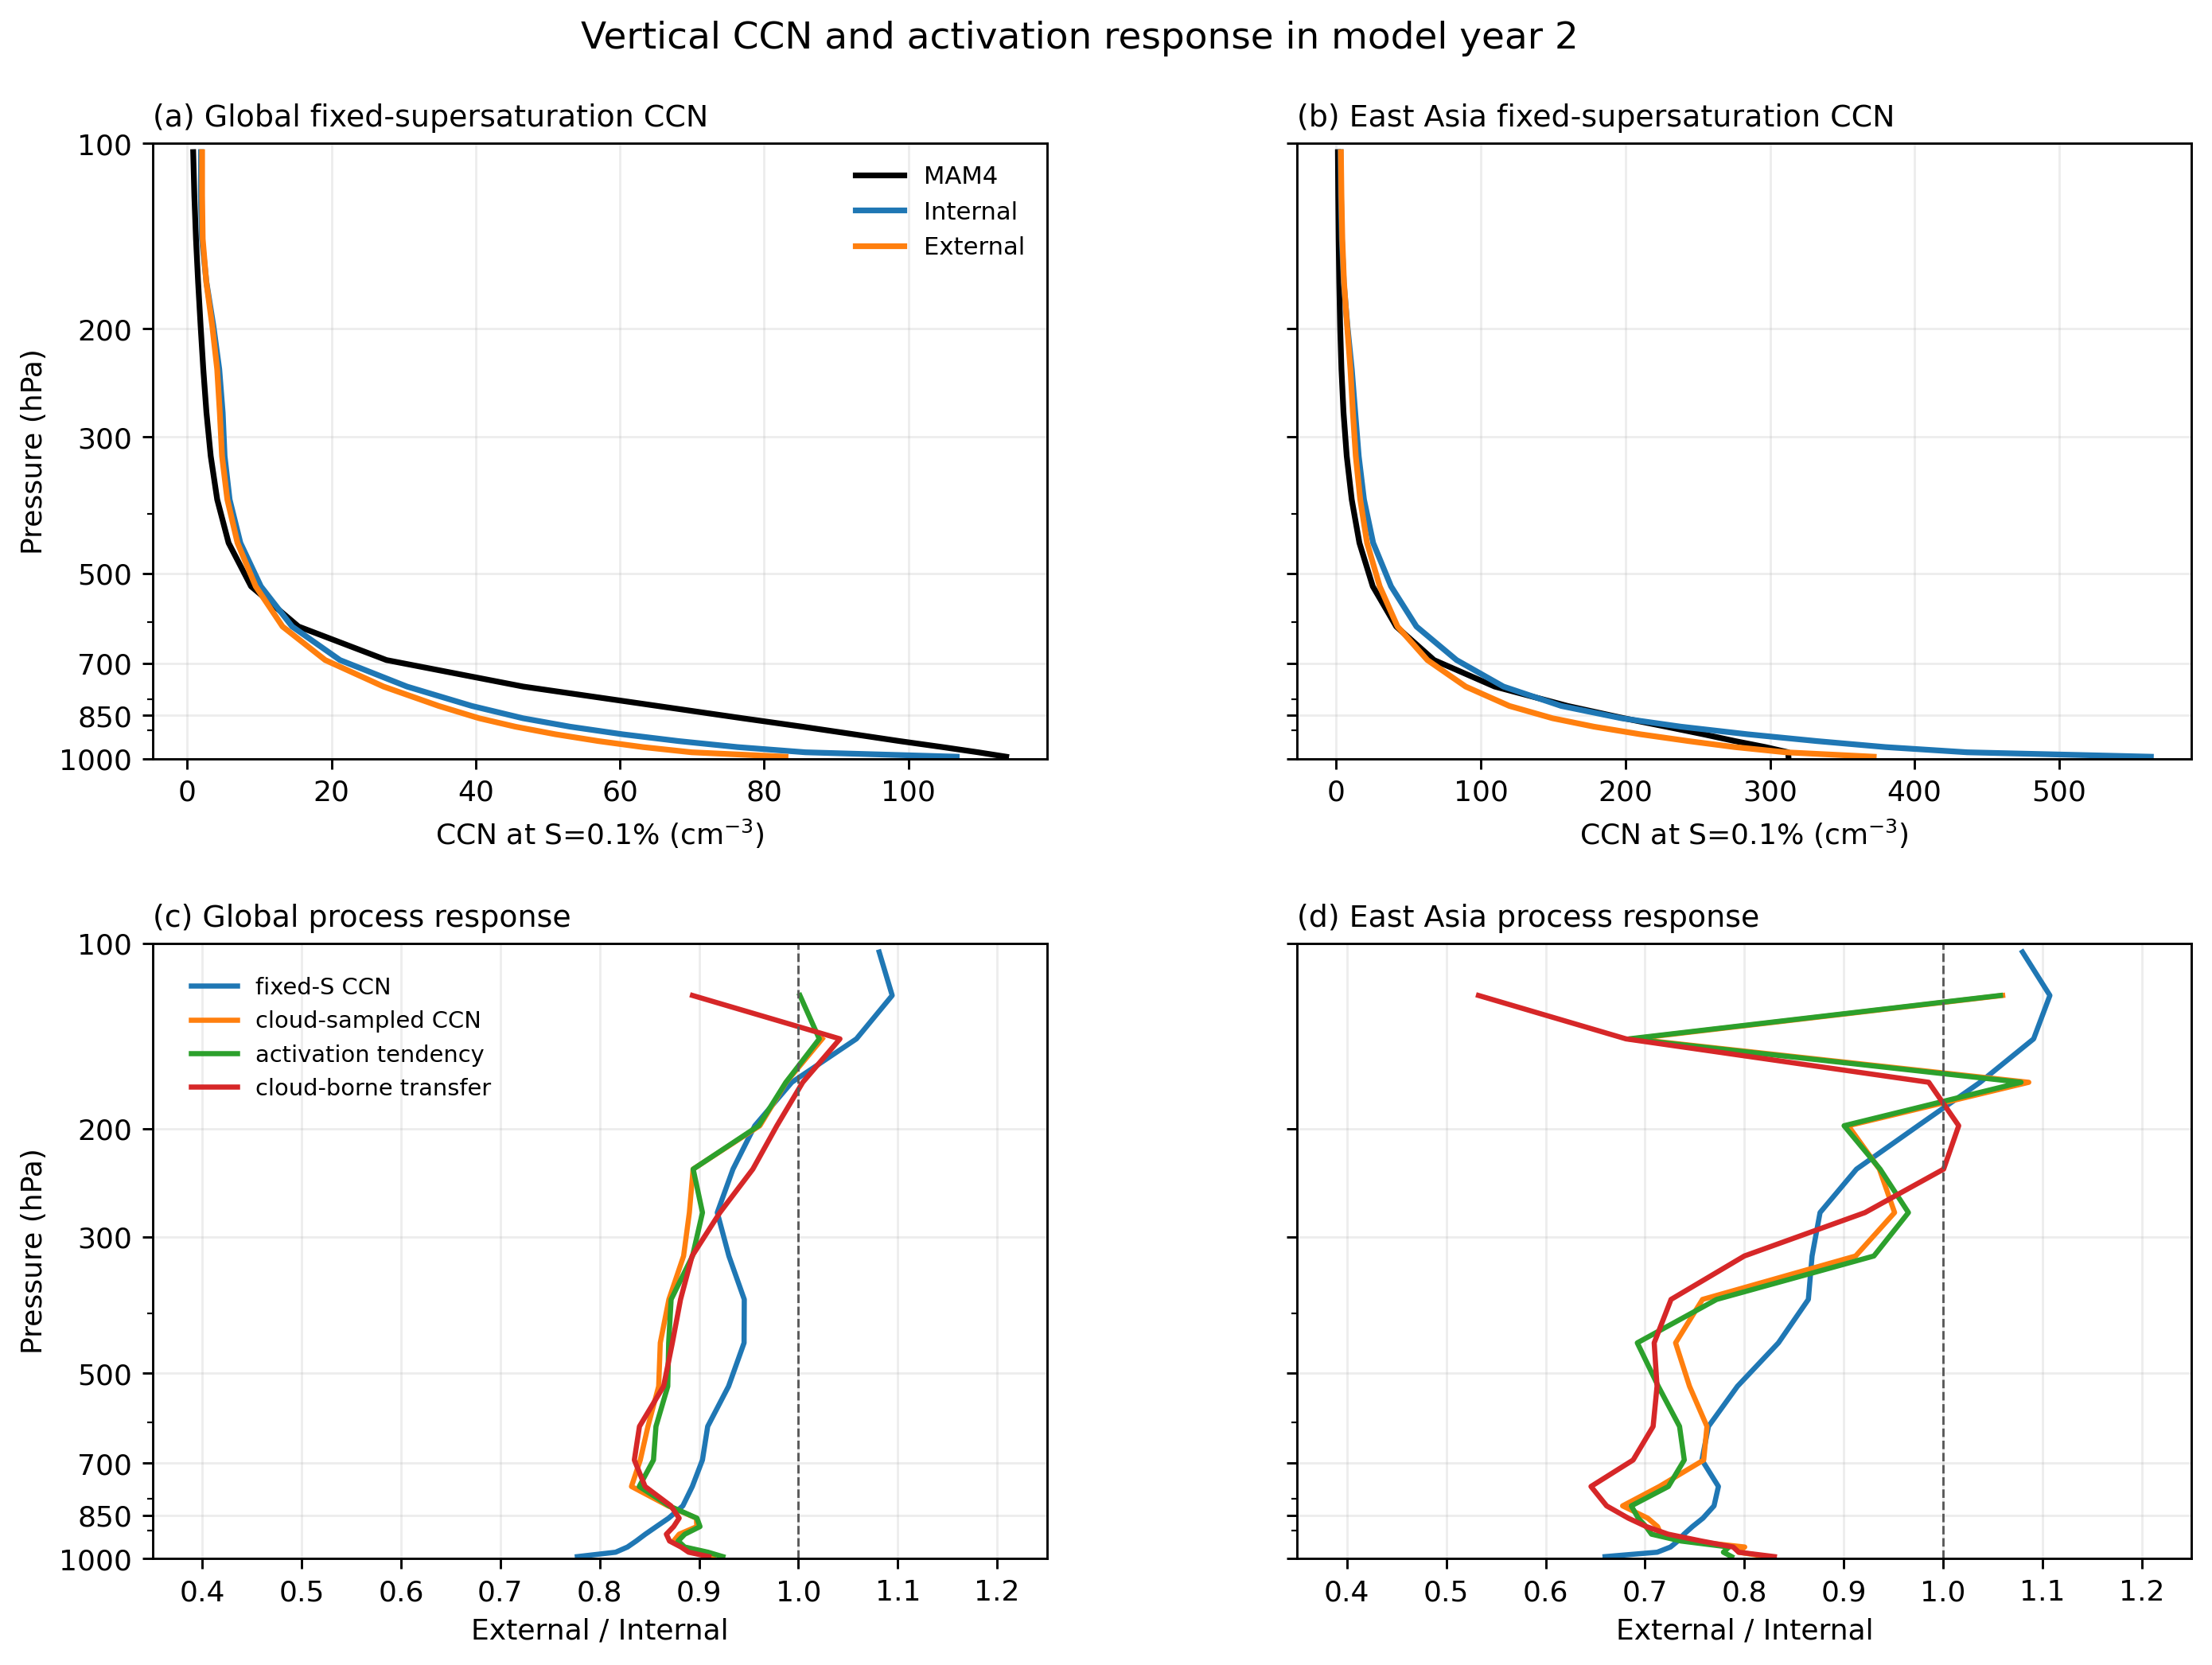 Vertical CCN and activation response in model year 2
(a) Global fixed-supersaturation CCN
100
200
300
500
700
850
1000
Pressure (hPa)
MAM4
Internal
External
0 20 40 60 80 100
CCN at S=0.1% (cm⁻³)
(b) East Asia fixed-supersaturation CCN
0 100 200 300 400 500
CCN at S=0.1% (cm⁻³)
(c) Global process response
100
200
300
500
700
850
1000
Pressure (hPa)
fixed-S CCN
cloud-sampled CCN
activation tendency
cloud-borne transfer
0.4 0.5 0.6 0.7 0.8 0.9 1.0 1.1 1.2
External / Internal
(d) East Asia process response
0.4 0.5 0.6 0.7 0.8 0.9 1.0 1.1 1.2
External / Internal